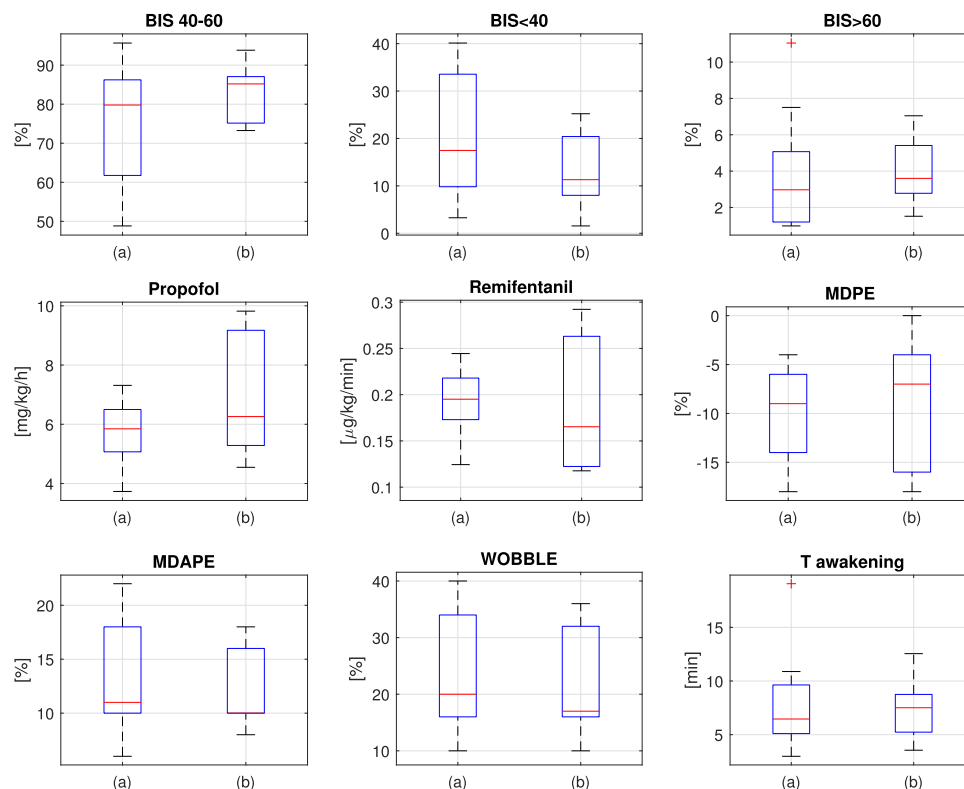 BIS 40-60
BIS<40
BIS>60
[%]
90
80
70
60
50
(a)
(b)
[%]
40
30
20
10
0
(a)
(b)
[%]
10
8
6
4
2
(a)
(b)
Propofol
Remifentanil
MDPE
[mg/kg/h]
10
8
6
4
(a)
(b)
[μg/kg/min]
0.3
0.25
0.2
0.15
0.1
(a)
(b)
[%]
0
-5
-10
-15
(a)
(b)
MDAPE
WOBBLE
T awakening
[%]
20
15
10
(a)
(b)
[%]
40
30
20
10
(a)
(b)
[min]
15
10
5
(a)
(b)